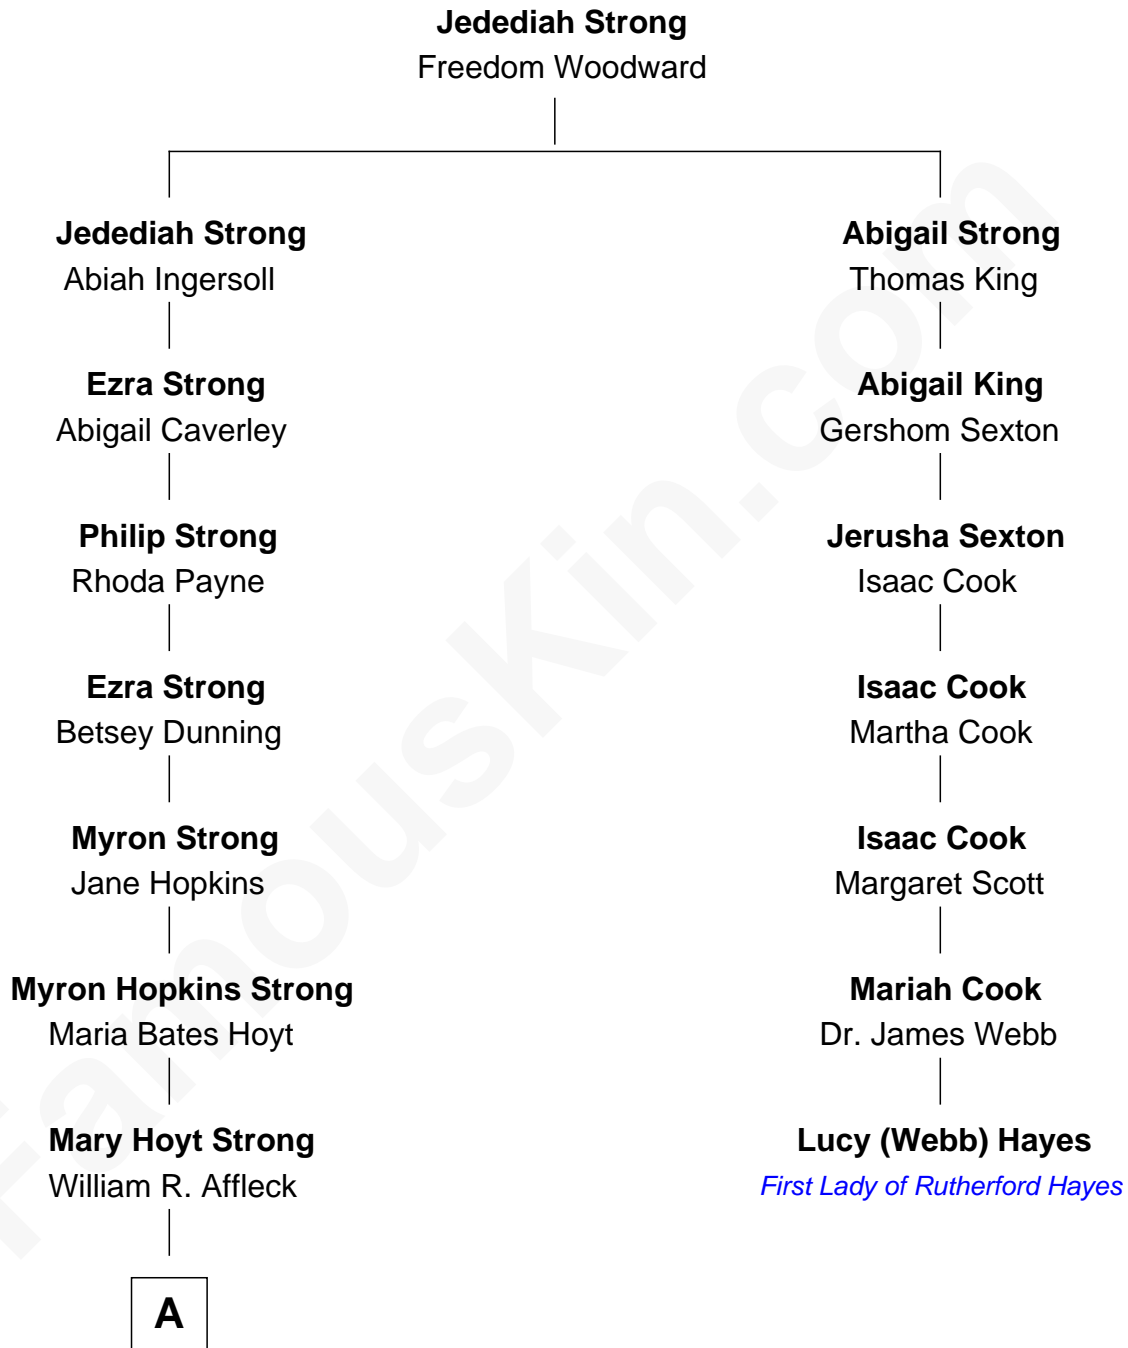 Jedediah Strong
Freedom Woodward
Jedediah Strong
Abiah Ingersoll
Abigail Strong
Thomas King
Ezra Strong
Abigail Caverley
Abigail King
Gershom Sexton
Philip Strong
Rhoda Payne
Jerusha Sexton
Isaac Cook
Ezra Strong
Betsey Dunning
Isaac Cook
Martha Cook
Myron Strong
Jane Hopkins
Isaac Cook
Margaret Scott
Myron Hopkins Strong
Maria Bates Hoyt
Mariah Cook
Dr. James Webb
Mary Hoyt Strong
William R. Affleck
Lucy (Webb) Hayes
First Lady of Rutherford Hayes
A
FamousKin.com